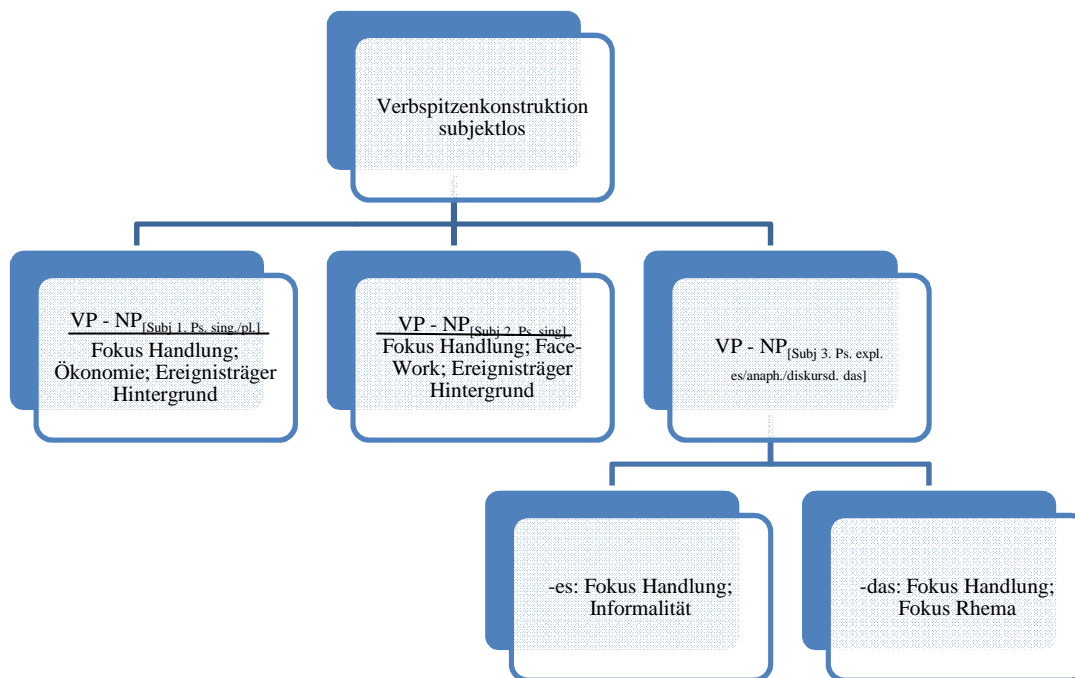 Verbspitzenkonstruktion
subjektlos
VP - NP[Subj 1. Ps. sing./pl.]
Fokus Handlung;
Ökonomie; Ereignisträger
Hintergrund
VP - NP[Subj 2. Ps. sing]
Fokus Handlung; Face-
Work; Ereignisträger
Hintergrund
VP - NP[Subj 3. Ps. expl.
es/anaph./diskursd. das]
-es: Fokus Handlung;
Informalität
-das: Fokus Handlung;
Fokus Rhema